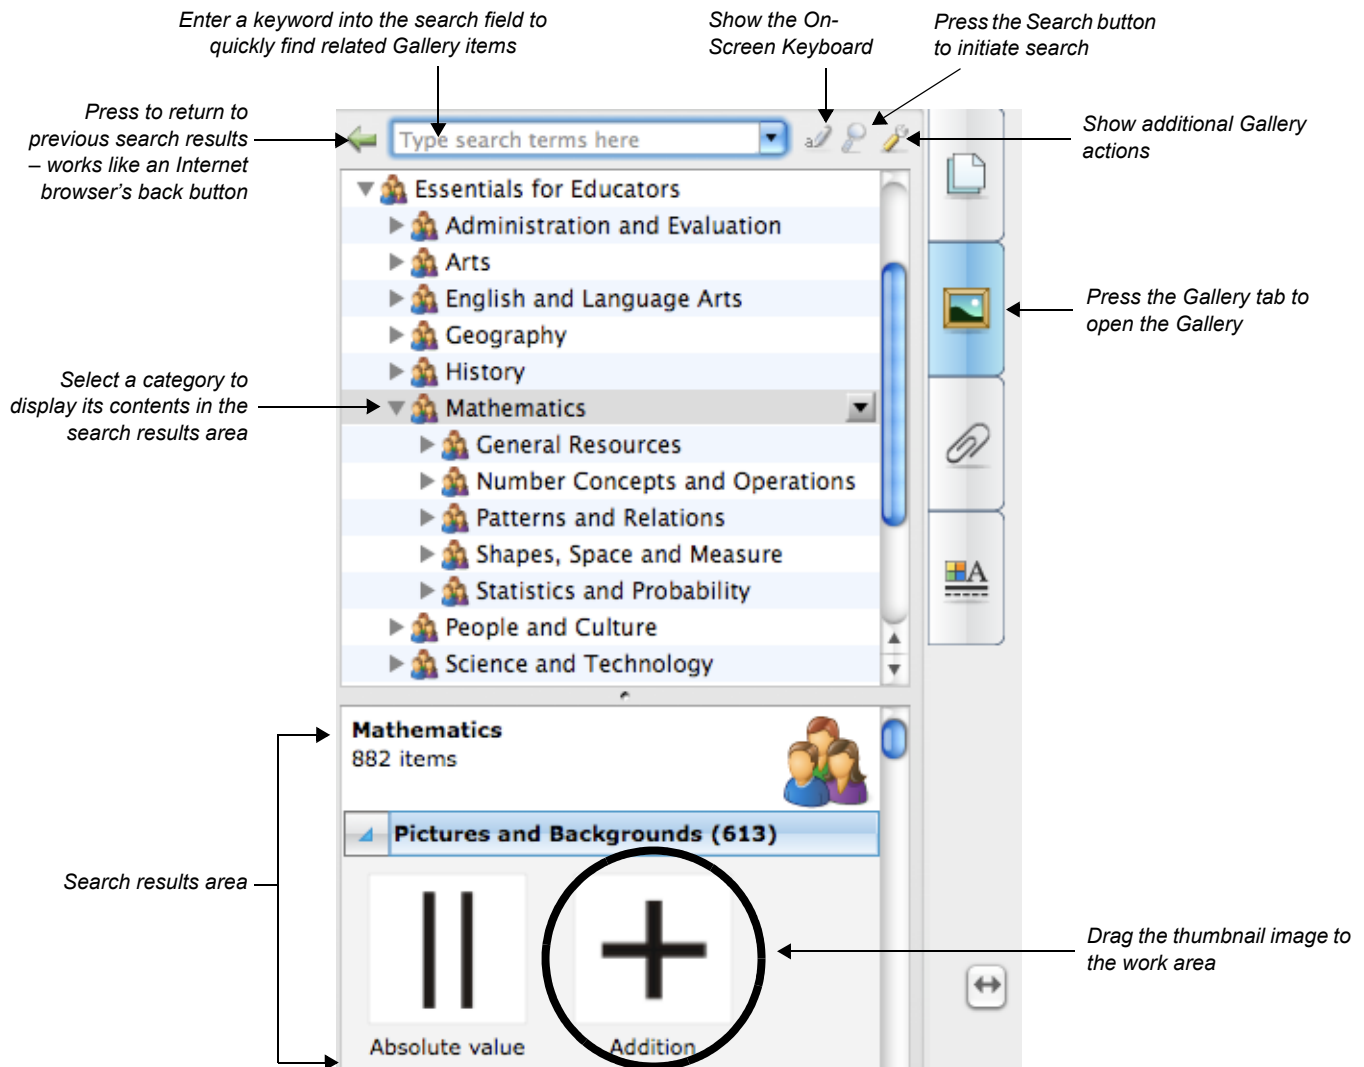 Enter a keyword into the search field to
quickly find related Gallery items
Show the On-
Screen Keyboard
Press the Search button
to initiate search
Press to return to
previous search results
– works like an Internet
browser's back button
Type search terms here
Show additional Gallery
actions
Essentials for Educators
Administration and Evaluation
Arts
English and Language Arts
Geography
History
Mathematics
General Resources
Number Concepts and Operations
Patterns and Relations
Shapes, Space and Measure
Statistics and Probability
People and Culture
Science and Technology
Press the Gallery tab to
open the Gallery
Select a category to
display its contents in the
search results area
Mathematics
882 items
Pictures and Backgrounds (613)
Search results area
Absolute value
Addition
Drag the thumbnail image to
the work area